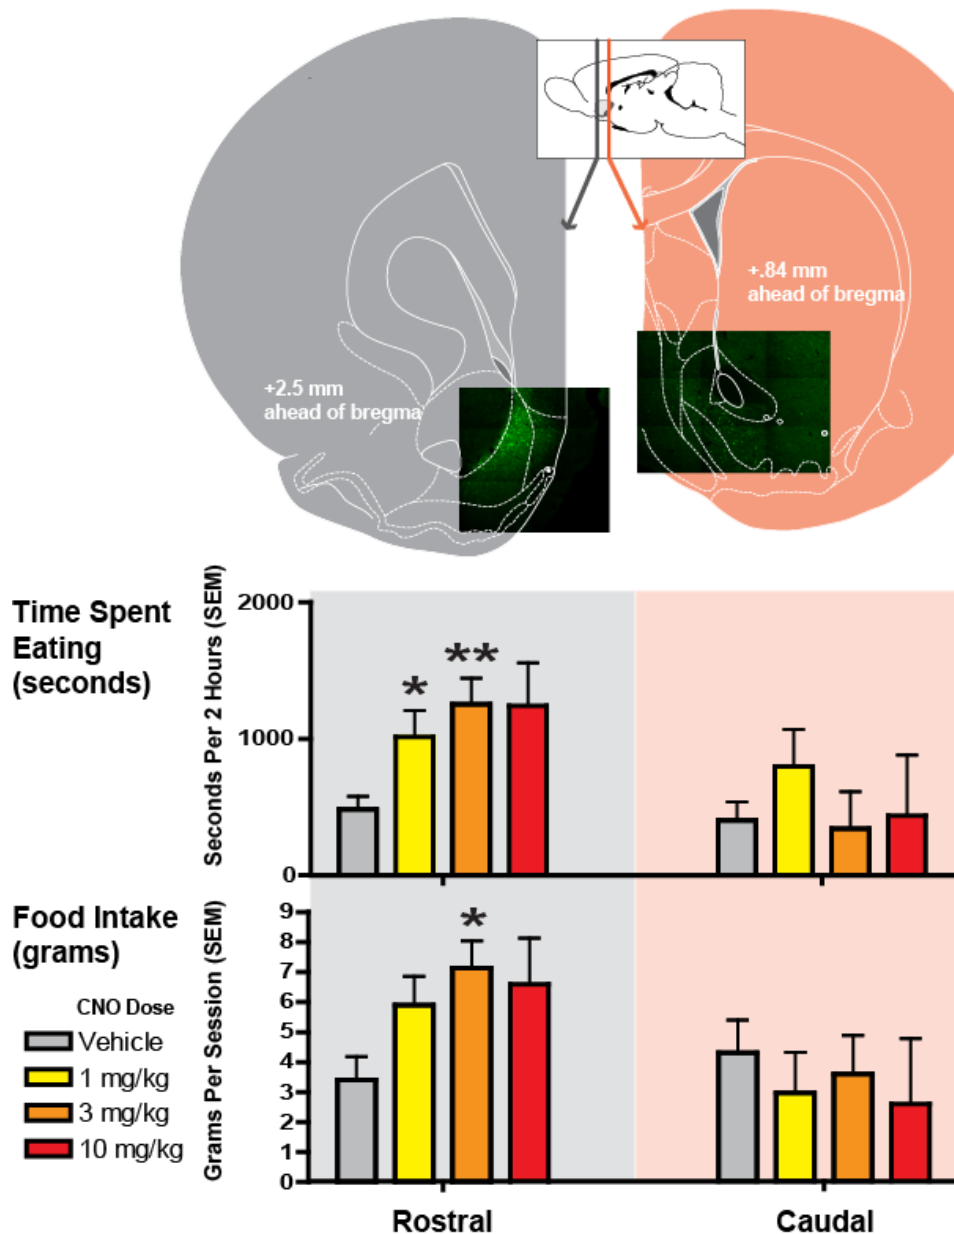 +2.5 mm
ahead of bregma
+.84 mm
ahead of bregma
Time Spent
Eating
(seconds)
Seconds Per 2 Hours (SEM)
2000
1000
0
*
**
Food Intake
(grams)
Grams Per Session (SEM)
9
8
7
6
5
4
3
2
1
0
*
CNO Dose
Vehicle
1 mg/kg
3 mg/kg
10 mg/kg
Rostral
Caudal